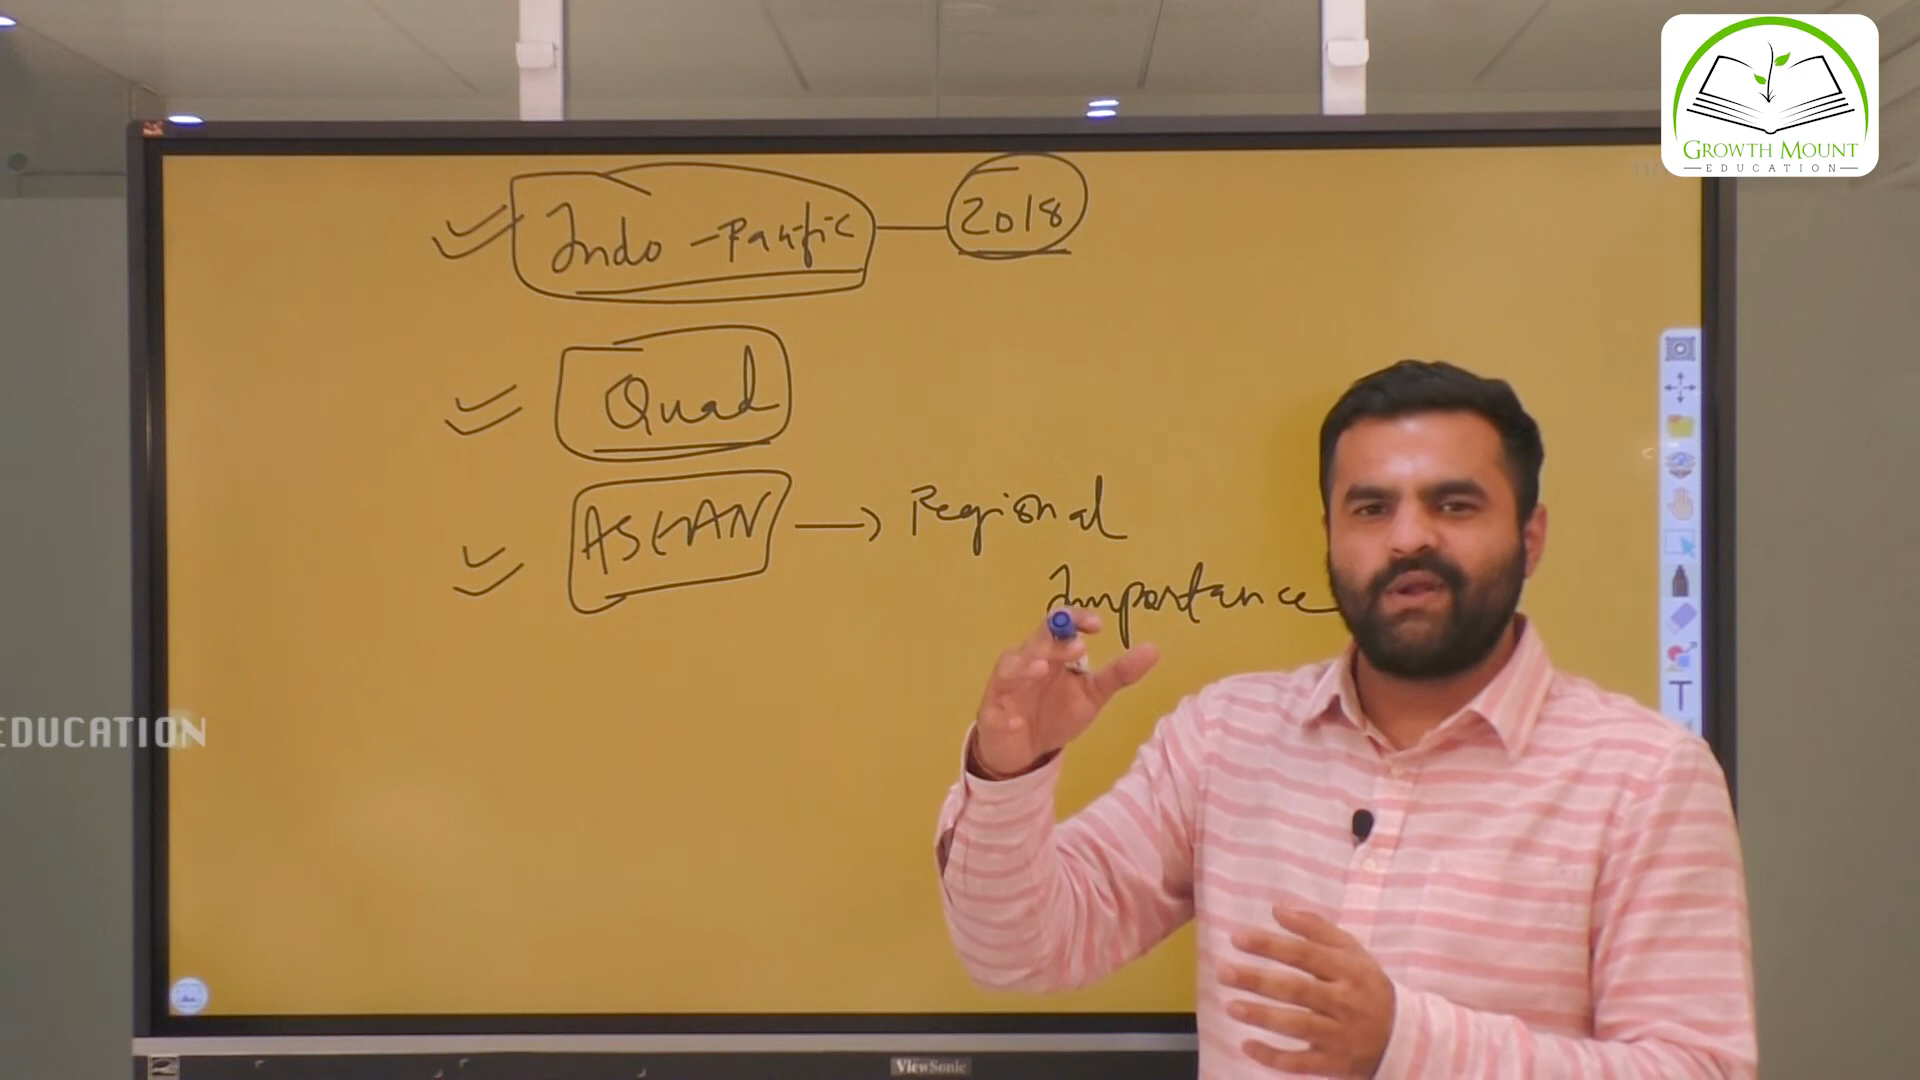 GROWTH MOUNT
EDUCATION
Indo-Pacific 2018
Quad
ASEAN → Regional
Importance
T
EDUCATION
ViewSonic